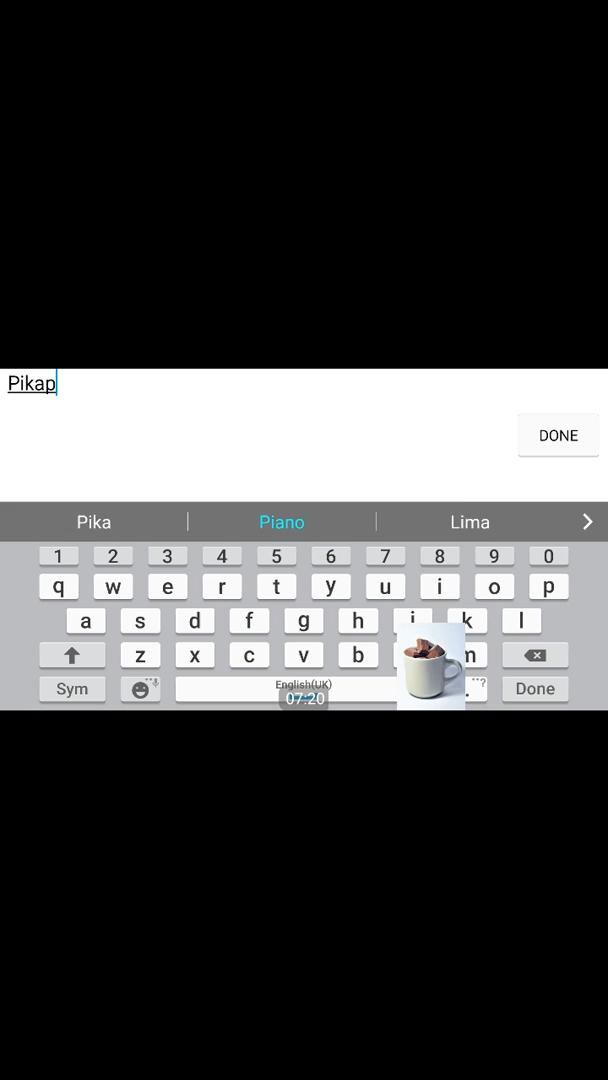 Pikap
DONE
Pika Piano Lima
1 2 3 4 5 6 7 8 9 0
q w e r t y u i o p
a s d f g h j k l
z x c v b m
Sym English(UK) . ? Done
07:20